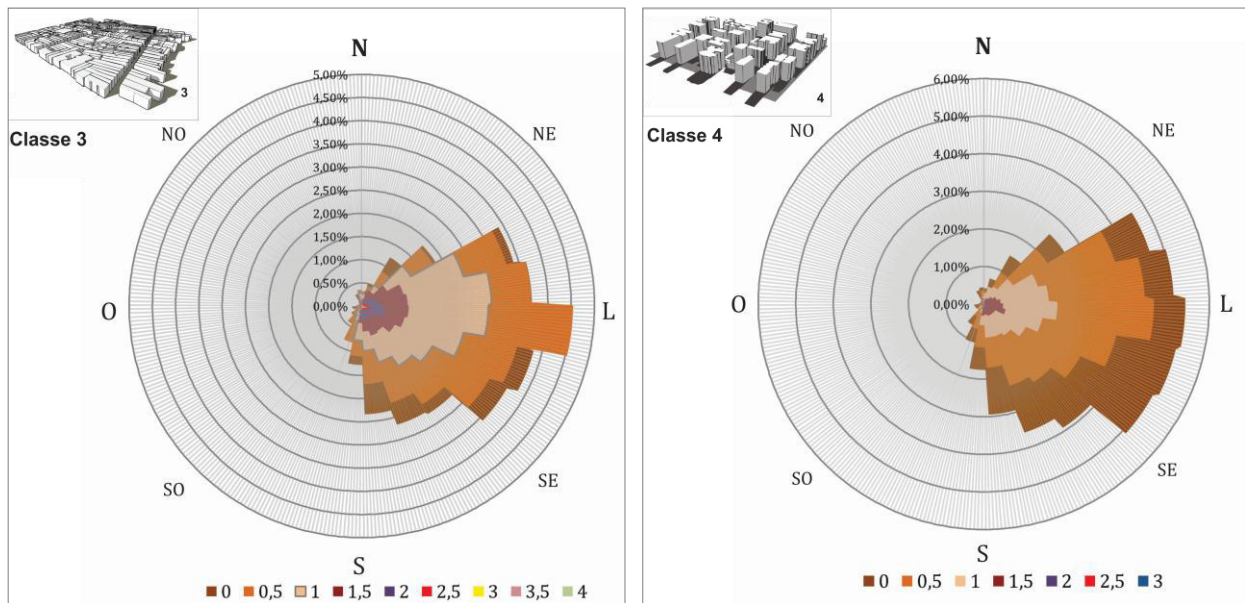 3
Classe 3
N
5,00%
4,50%
4,00%
3,50%
3,00%
2,50%
2,00%
1,50%
1,00%
0,50%
0,00%
NO
NE
O
L
SO
SE
S
0 0,5 1 1,5 2 2,5 3 3,5 4
4
Classe 4
N
6,00%
5,00%
4,00%
3,00%
2,00%
1,00%
0,00%
NO
NE
O
L
SO
SE
S
0 0,5 1 1,5 2 2,5 3